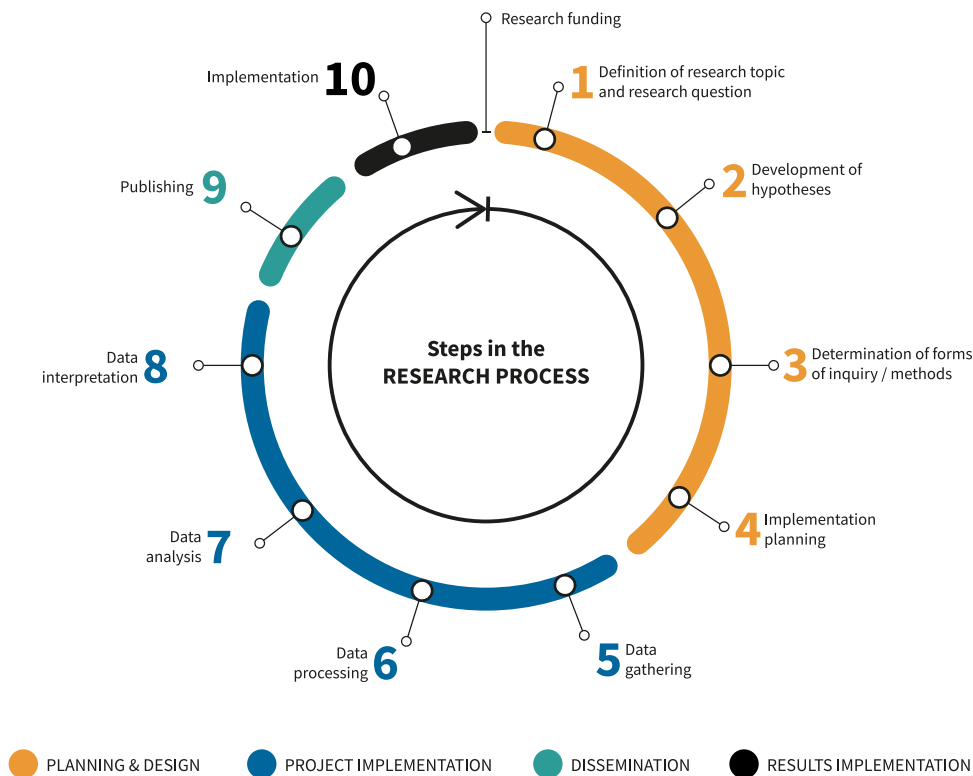 Research funding
1 Definition of research topic
and research question
2 Development of
hypotheses
3 Determination of forms
of inquiry / methods
4 Implementation
planning
5 Data
gathering
Data
processing 6
Data
analysis 7
Data
interpretation 8
Publishing 9
Implementation 10
Steps in the
RESEARCH PROCESS
PLANNING & DESIGN
PROJECT IMPLEMENTATION
DISSEMINATION
RESULTS IMPLEMENTATION